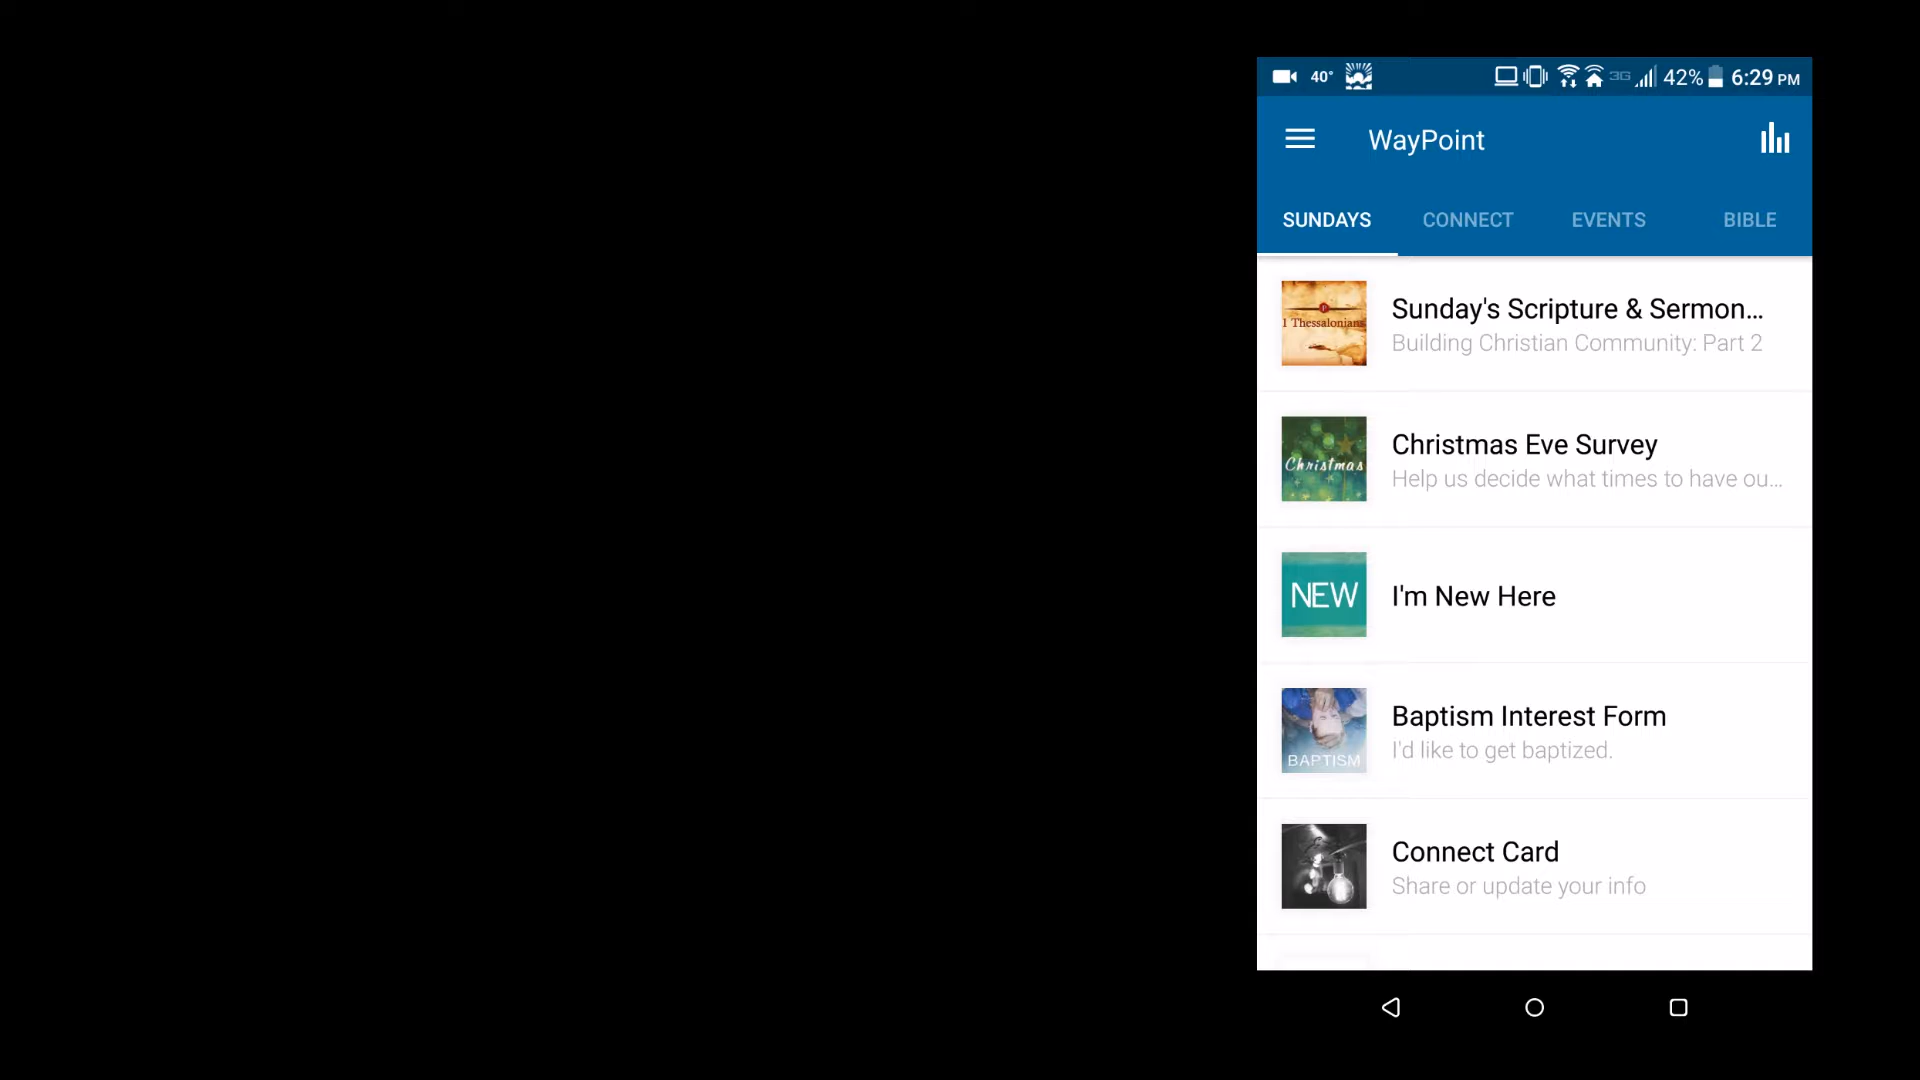 40° 3G 42% 6:29 PM
WayPoint
SUNDAYS CONNECT EVENTS BIBLE
1 Thessalonians
Sunday's Scripture & Sermon...
Building Christian Community: Part 2
Christmas
Christmas Eve Survey
Help us decide what times to have ou...
NEW
I'm New Here
BAPTISM
Baptism Interest Form
I'd like to get baptized.
Connect Card
Share or update your info